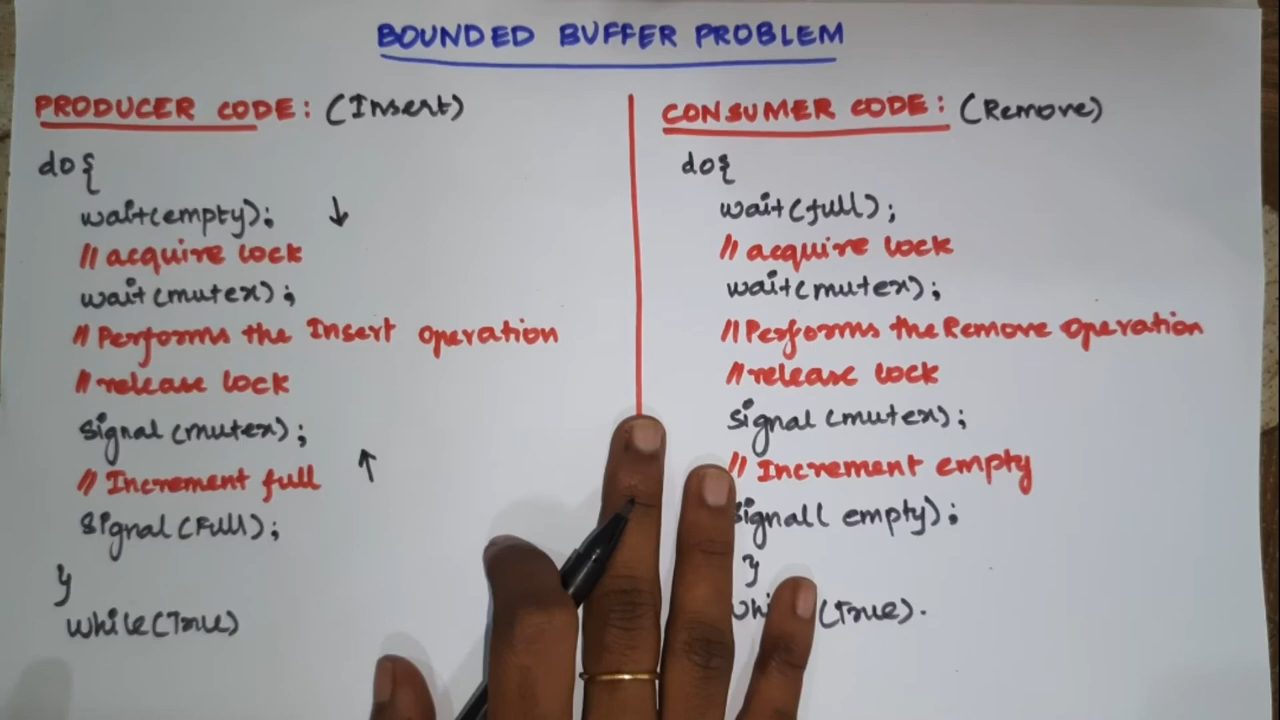 BOUNDED BUFFER PROBLEM
PRODUCER CODE: (Insert)
do{
wait(empty);
// acquire lock
wait(mutex);
// Performs the Insert operation
// release lock
signal(mutex);
// Increment full
signal(Full);
}
while(True)
CONSUMER CODE: (Remove)
do{
wait(full);
// acquire lock
wait(mutex);
// Performs the Remove operation
// release lock
signal(mutex);
// Increment empty
signal( empty);
}
(True).